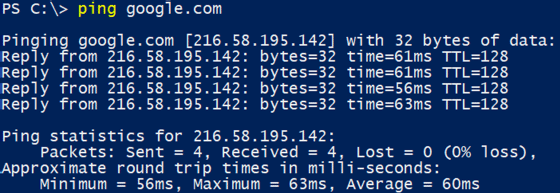 PS C:\> ping google.com
Pinging google.com [216.58.195.142] with 32 bytes of data:
Reply from 216.58.195.142: bytes=32 time=61ms TTL=128
Reply from 216.58.195.142: bytes=32 time=61ms TTL=128
Reply from 216.58.195.142: bytes=32 time=56ms TTL=128
Reply from 216.58.195.142: bytes=32 time=63ms TTL=128
Ping statistics for 216.58.195.142:
    Packets: Sent = 4, Received = 4, Lost = 0 (0% loss),
Approximate round trip times in milli-seconds:
    Minimum = 56ms, Maximum = 63ms, Average = 60ms